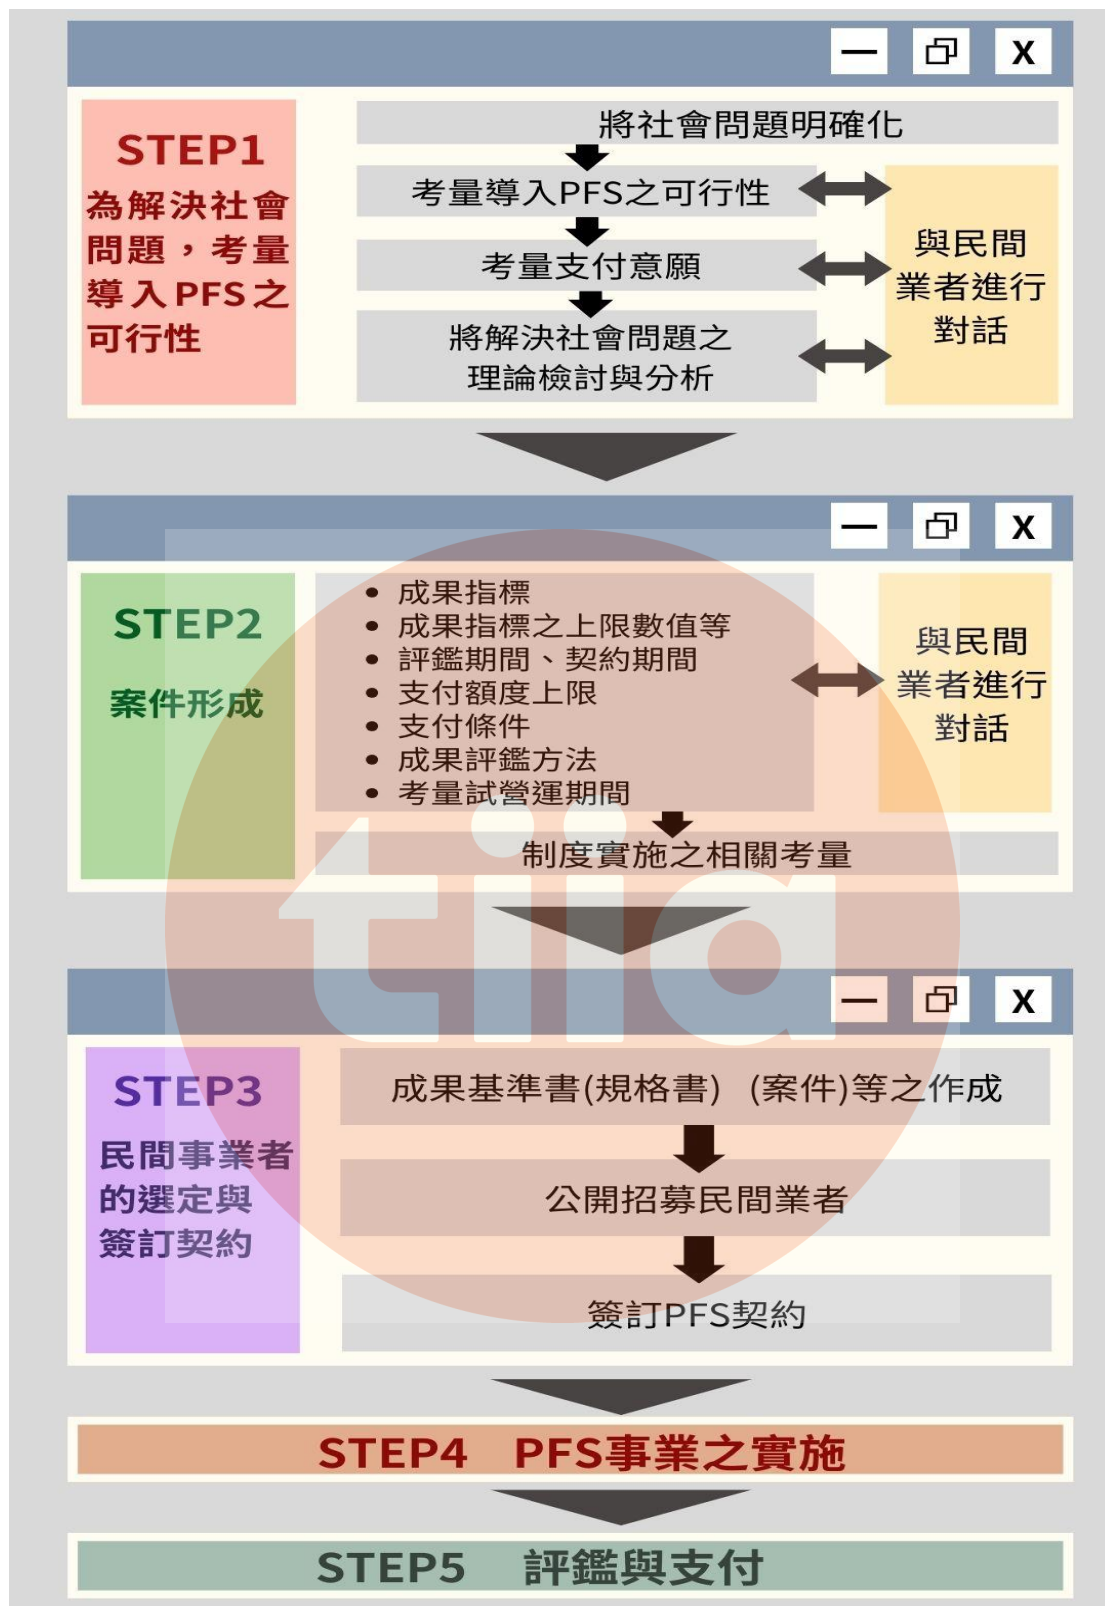 X
STEP1
為解決社會
問題，考量
導入PFS之
可行性
將社會問題明確化
考量導入PFS之可行性
考量支付意願
將解決社會問題之
理論檢討與分析
與民間
業者進行
對話
X
STEP2
案件形成
• 成果指標
• 成果指標之上限數值等
• 評鑑期間、契約期間
• 支付額度上限
• 支付條件
• 成果評鑑方法
• 考量試營運期間
與民間
業者進行
對話
制度實施之相關考量
tiia
X
STEP3
民間事業者
的選定與
簽訂契約
成果基準書(規格書) (案件)等之作成
公開招募民間業者
簽訂PFS契約
STEP4 PFS事業之實施
STEP5 評鑑與支付